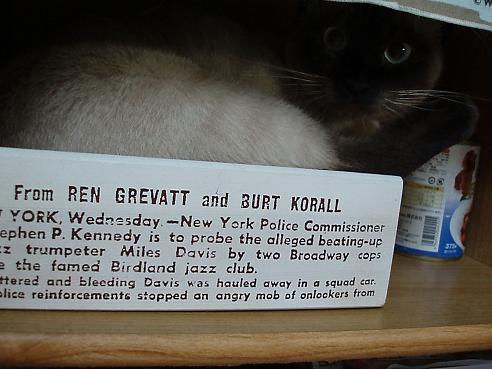 From REN GREVATT and BURT KORALL
YORK, Wednesday.—New York Police Commissioner
ephen P. Kennedy is to probe the alleged beating-up
zz trumpeter Miles Davis by two Broadway cops
e the famed Birdland jazz club.
ttered and bleeding Davis was hauled away in a squad car.
olice reinforcements stopped an angry mob of onlookers from
375